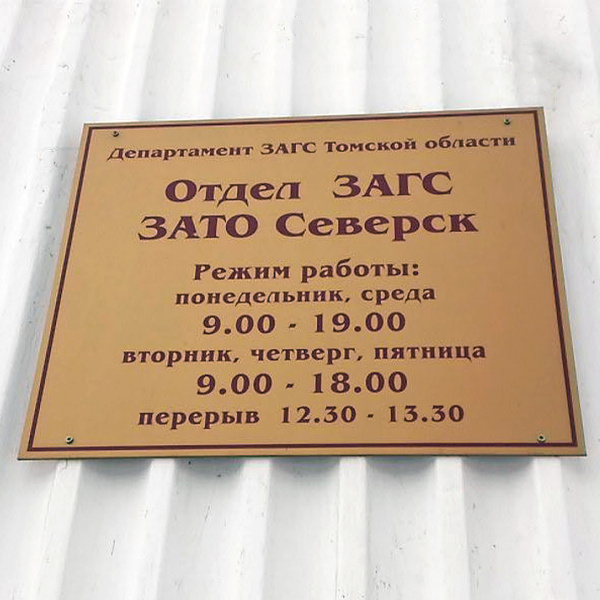 Департамент ЗАГС Томской области
Отдел ЗАГС
ЗАТО Северск
Режим работы:
понедельник, среда
9.00 - 19.00
вторник, четверг, пятница
9.00 - 18.00
перерыв 12.30 - 13.30